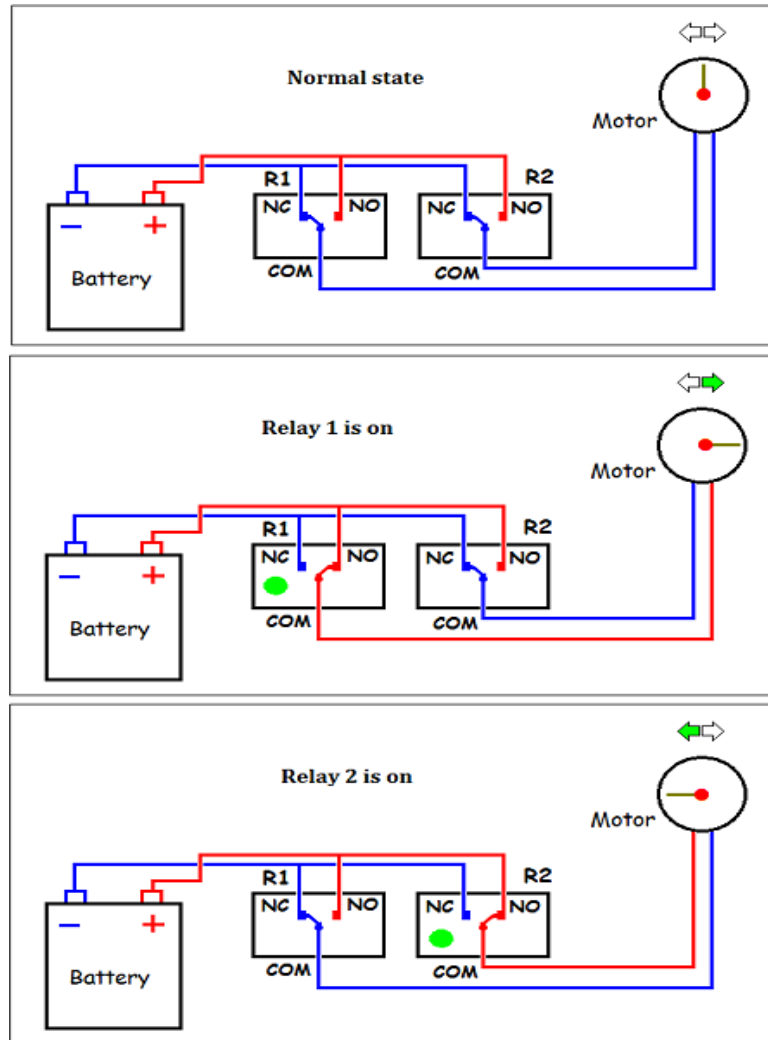 Normal state
Motor
R1
R2
NC
NO
NC
NO
−
+
Battery
COM
COM
Relay 1 is on
Motor
R1
R2
NC
NO
NC
NO
−
+
Battery
COM
COM
Relay 2 is on
Motor
R1
R2
NC
NO
NC
NO
−
+
Battery
COM
COM